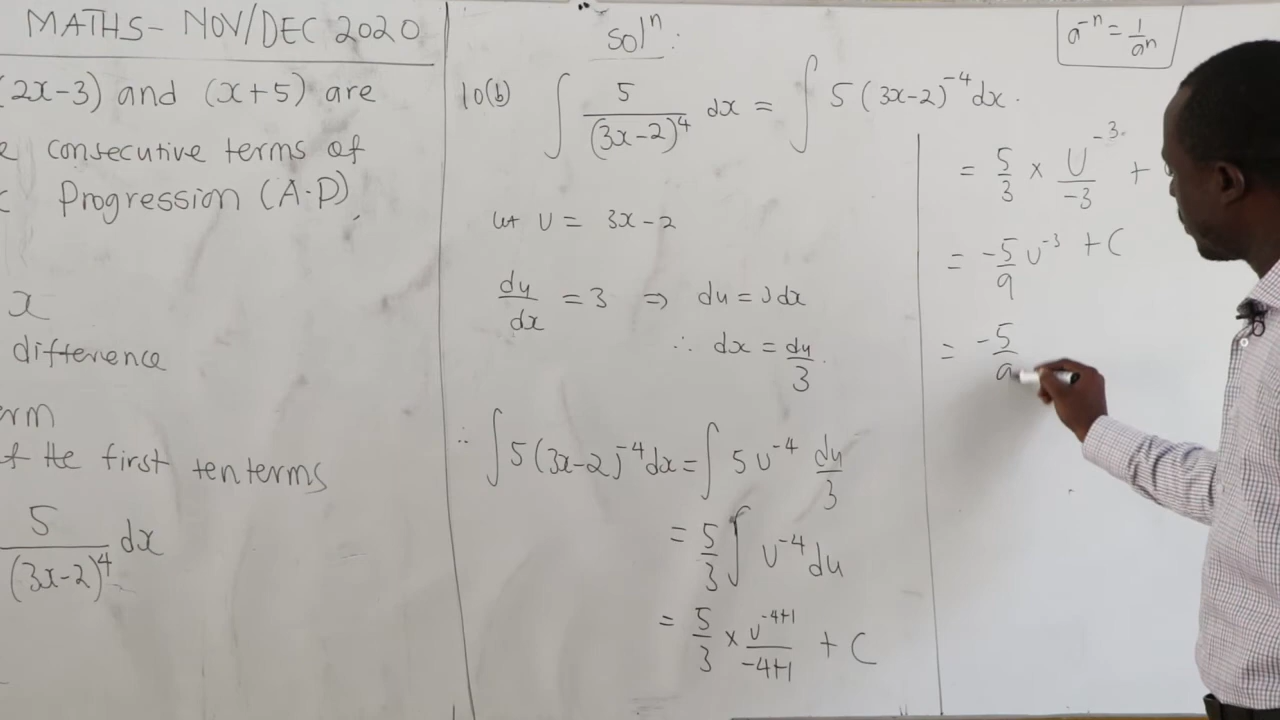 MATHS- NOV/DEC 2020
(2x-3) and (x+5) are
consecutive terms of
Progression (A.P),
x
difference
the first ten terms
5/(3x-2)^4 dx
Solⁿ:
10(b) ∫ 5/(3x-2)^4 dx = ∫ 5(3x-2)^-4 dx.
let U = 3x-2
du/dx = 3 ⇒ du = 3dx
∴ dx = du/3.
∴ ∫ 5(3x-2)^-4 dx = ∫ 5U^-4 du/3
= 5/3 ∫ U^-4 du
= 5/3 × U^-4+1/-4+1 + C
a^-n = 1/a^n
= 5/3 × U^-3/-3 +
= -5/9 U^-3 + C
= -5/9